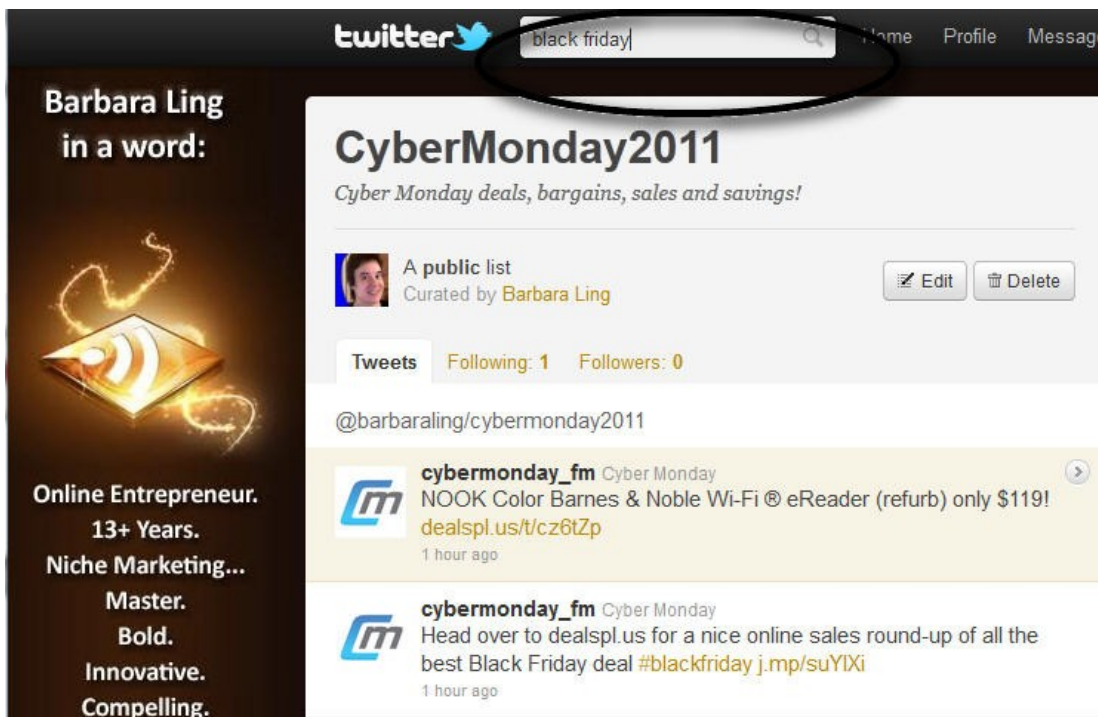 twitter black friday Home Profile Messag
Barbara Ling
in a word:
Online Entrepreneur.
13+ Years.
Niche Marketing...
Master.
Bold.
Innovative.
Compelling.
CyberMonday2011
Cyber Monday deals, bargains, sales and savings!
A public list
Curated by Barbara Ling
Edit Delete
Tweets Following: 1 Followers: 0
@barbaraling/cybermonday2011
cybermonday_fm Cyber Monday
NOOK Color Barnes & Noble Wi-Fi ® eReader (refurb) only $119!
dealspl.us/t/cz6tZp
1 hour ago
cybermonday_fm Cyber Monday
Head over to dealspl.us for a nice online sales round-up of all the
best Black Friday deal #blackfriday j.mp/suYlXi
1 hour ago